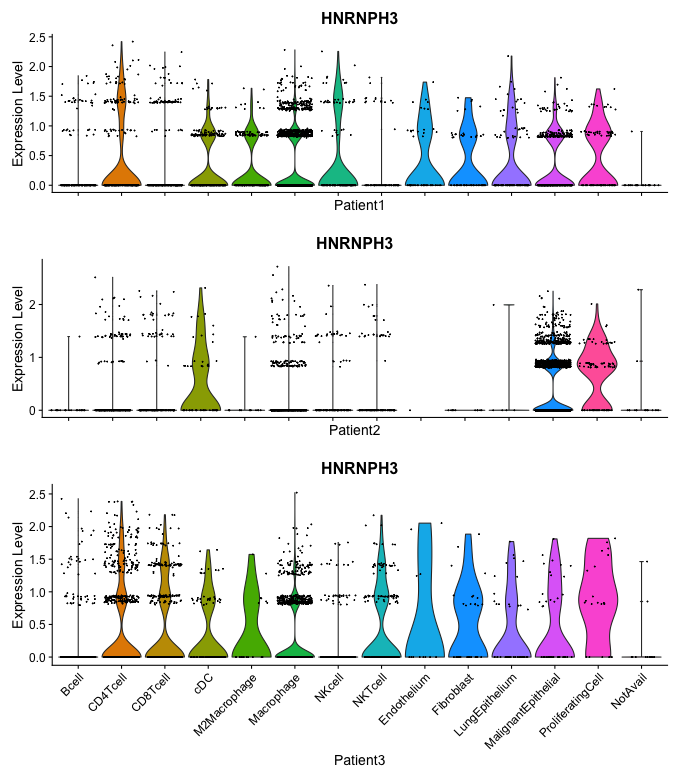 HNRNPH3
Expression Level
2.5
2.0
1.5
1.0
0.5
0.0
Patient1
HNRNPH3
Expression Level
2
1
0
Patient2
HNRNPH3
Expression Level
2.5
2.0
1.5
1.0
0.5
0.0
Bcell
CD4Tcell
CD8Tcell
cDC
M2Macrophage
Macrophage
NKcell
NKTcell
Endothelium
Fibroblast
LungEpithelium
MalignantEpithelial
ProliferatingCell
NotAvail
Patient3